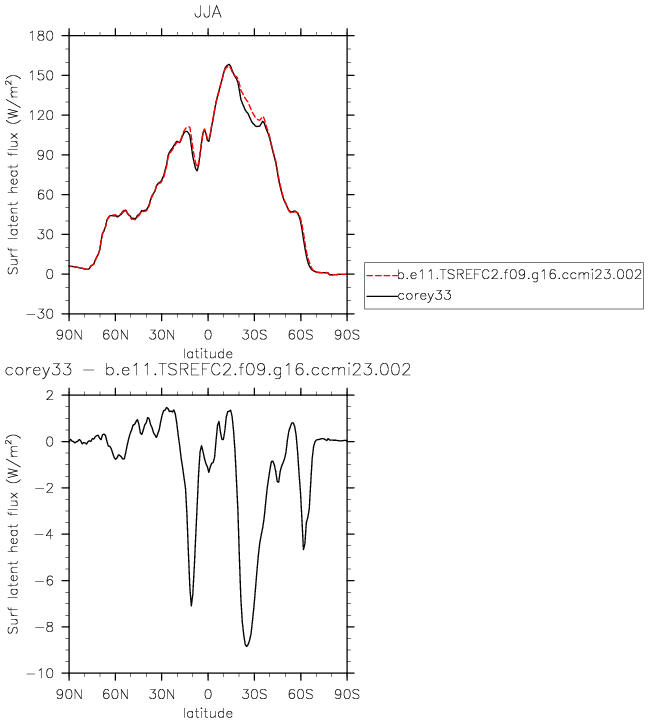 JJA
Surf latent heat flux (W/m²)
180
150
120
90
60
30
0
−30
90N 60N 30N 0 30S 60S 90S
latitude
b.e11.TSREFC2.f09.g16.ccmi23.002
corey33
corey33 − b.e11.TSREFC2.f09.g16.ccmi23.002
Surf latent heat flux (W/m²)
2
0
−2
−4
−6
−8
−10
90N 60N 30N 0 30S 60S 90S
latitude